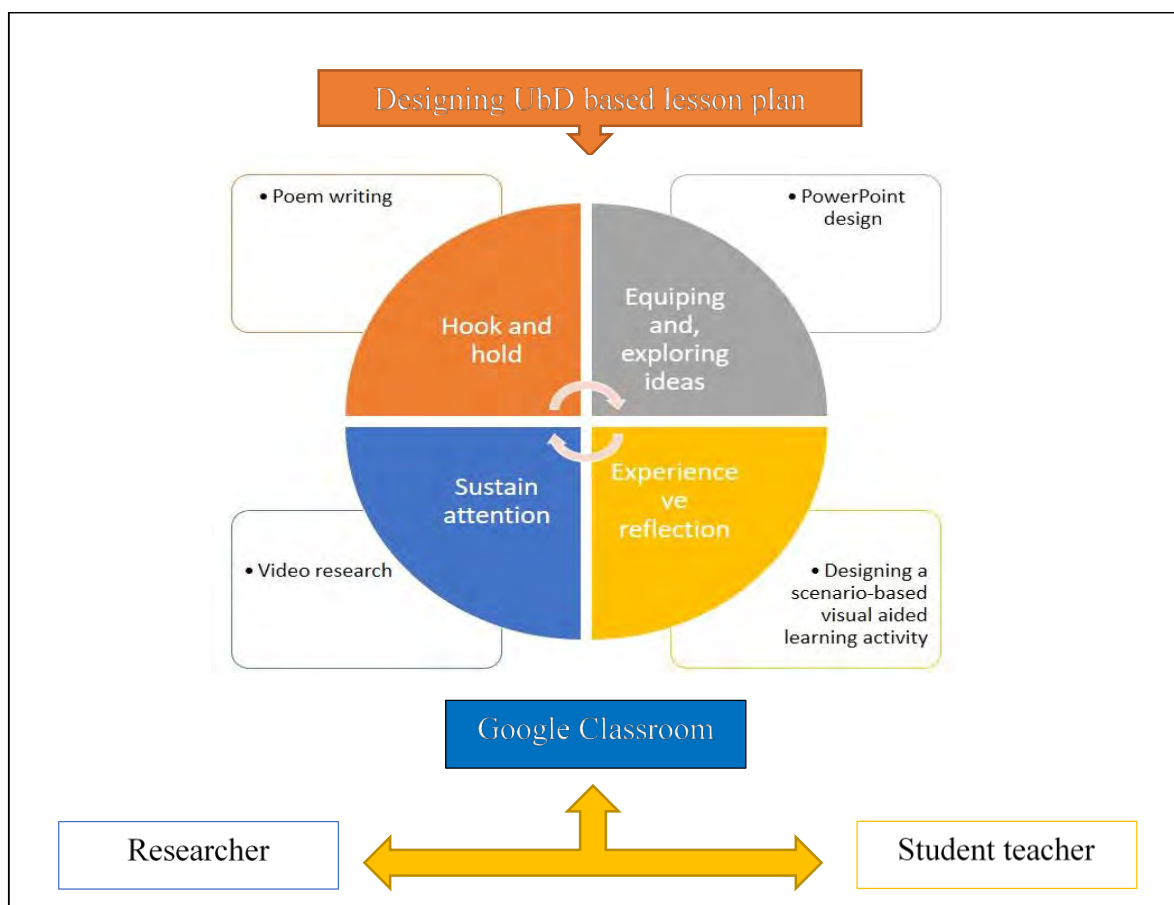 Designing UbD based lesson plan
• Poem writing
• PowerPoint
design
Hook and
hold
Equiping
and,
exploring
ideas
Sustain
attention
Experience
ve
reflection
• Video research
• Designing a
scenario-based
visual aided
learning activity
Google Classroom
Researcher
Student teacher